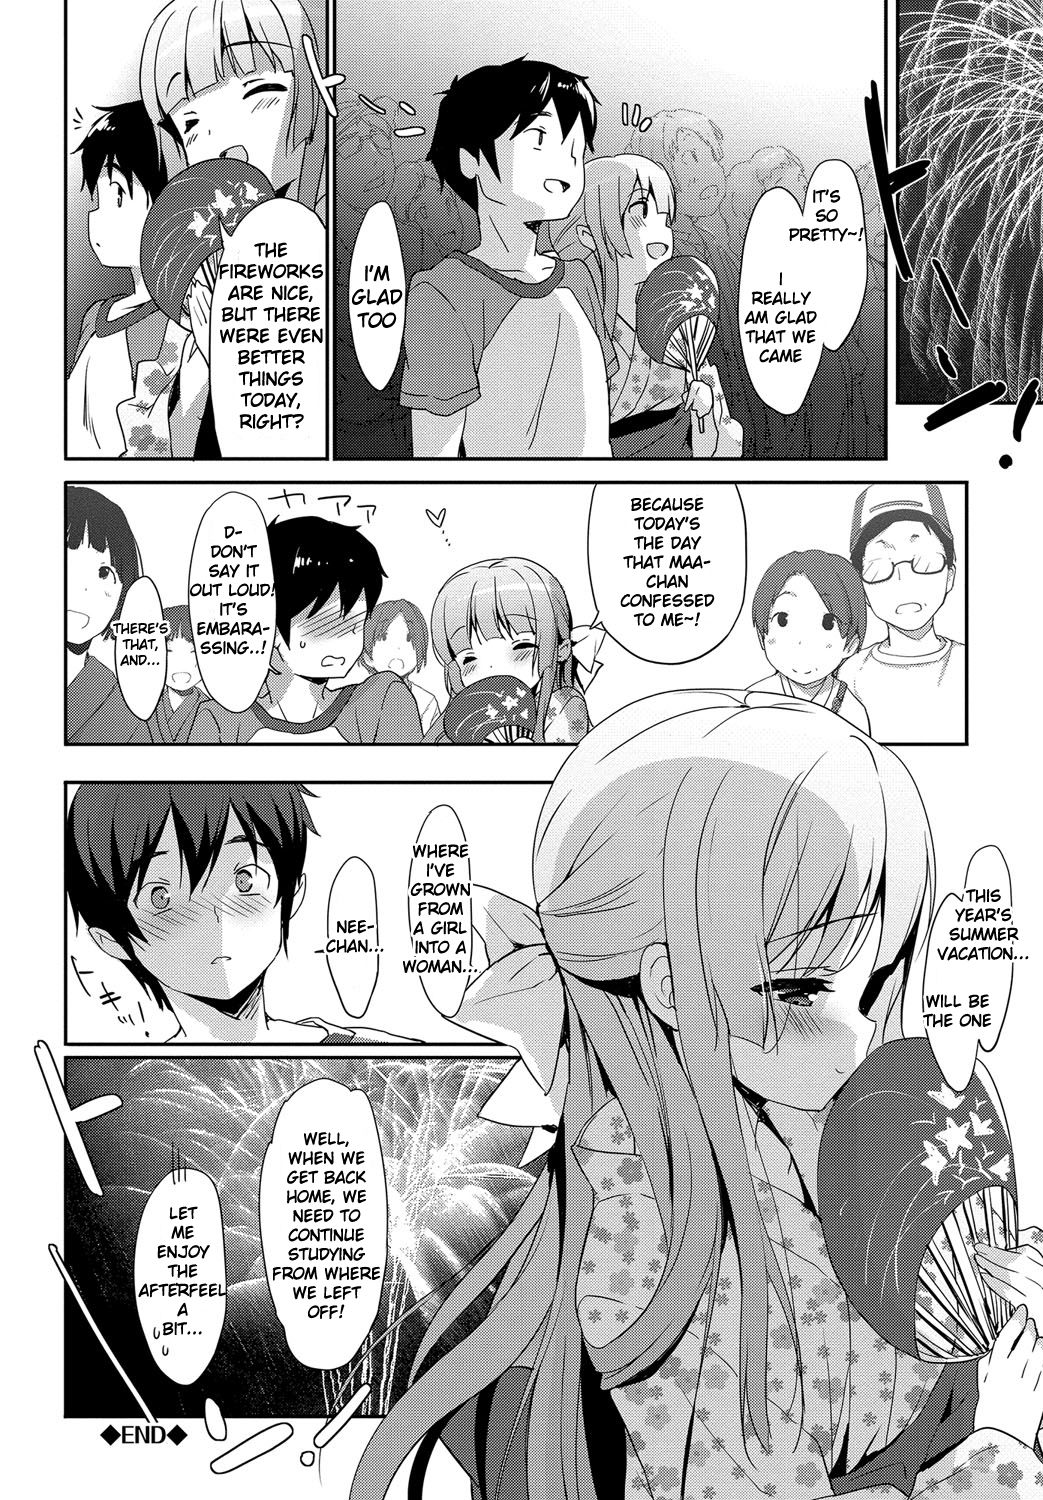 IT'S
SO
PRETTY~!
I
REALLY
AM GLAD
THAT WE
CAME
I'M
GLAD
TOO
THE
FIREWORKS
ARE NICE,
BUT THERE
WERE EVEN
BETTER
THINGS
TODAY,
RIGHT?
BECAUSE
TODAY'S
THE DAY
THAT MAA-
CHAN
CONFESSED
TO ME~!
カアァァ
D-
DON'T
SAY IT
OUT LOUD!
IT'S
EMBARA-
SSING..!
THERE'S
THAT,
AND...
THIS
YEAR'S
SUMMER
VACATION...
WILL BE
THE ONE
WHERE
I'VE
GROWN
FROM
A GIRL
INTO A
WOMAN...
NEE-
CHAN...
WELL,
WHEN WE
GET BACK
HOME, WE
NEED TO
CONTINUE
STUDYING
FROM WHERE
WE LEFT
OFF!
LET
ME
ENJOY
THE
AFTERFEEL
A
BIT...
◆END◆